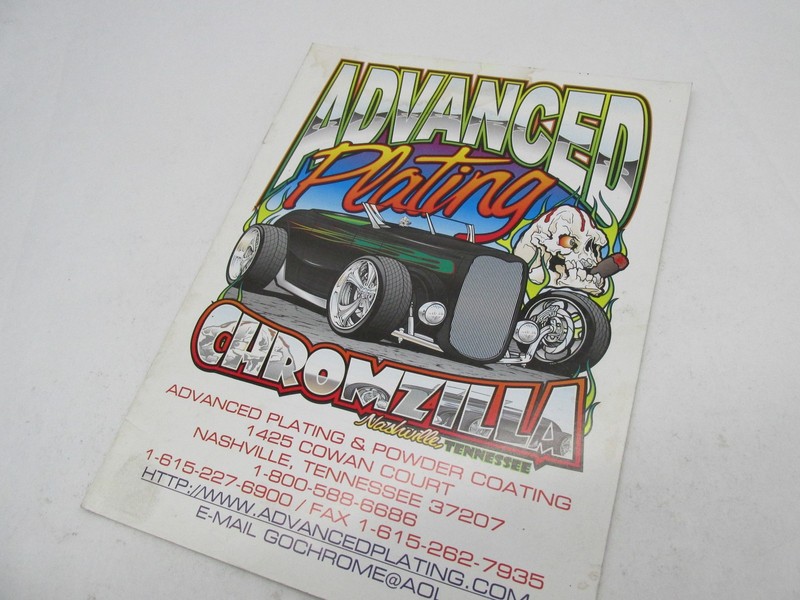 ADVANCED
Plating
CHROMZILLA
Nashville TENNESSEE
ADVANCED PLATING & POWDER COATING
1425 COWAN COURT
NASHVILLE, TENNESSEE 37207
1-800-588-6686
1-615-227-6900 / FAX 1-615-262-7935
HTTP://WWW.ADVANCEDPLATING.COM
E-MAIL GOCHROME@AOL